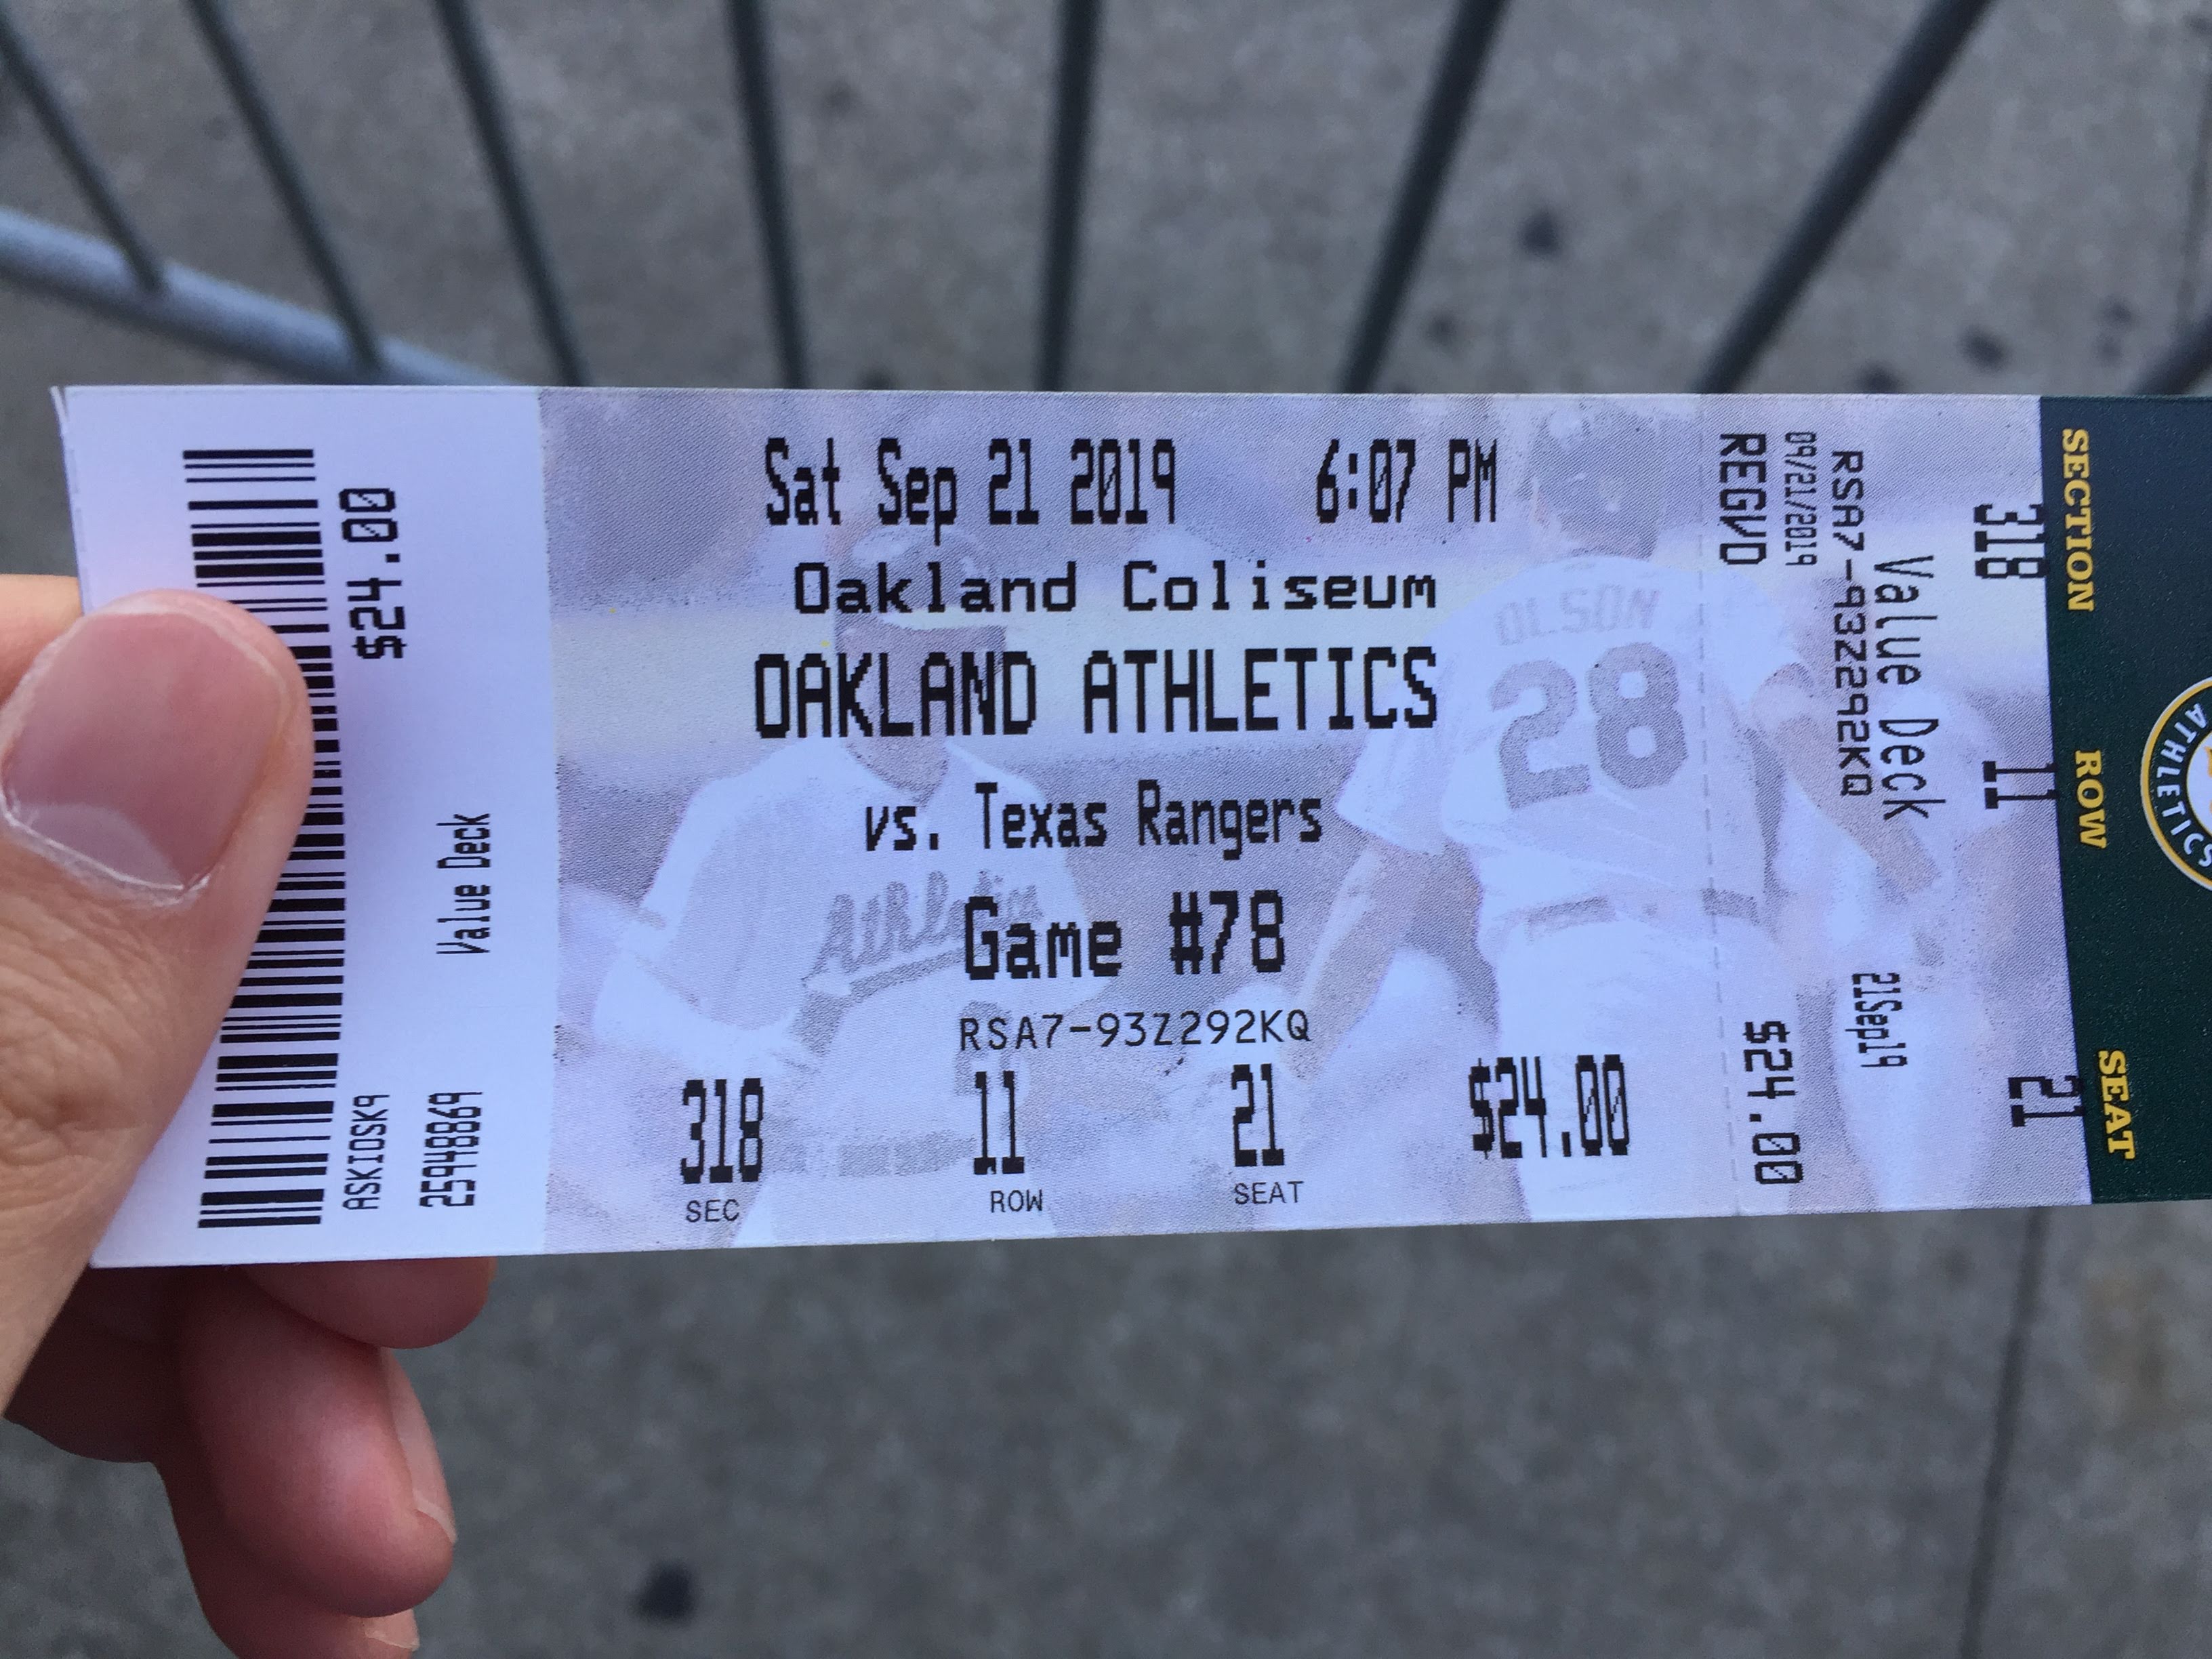 $24.00
Value Deck
ASKIOSK9
25948869
Sat Sep 21 2019 6:07 PM
Oakland Coliseum
OAKLAND ATHLETICS
vs. Texas Rangers
Game #78
RSA7-93Z292KQ
318 11 21 $24.00
SEC ROW SEAT
OLSON
28
Athletics
REGVD $24.00
09/21/2019
RSA7-93Z292KQ 21Sep19
Value Deck
318 11 21
SECTION ROW SEAT
ATHLETICS